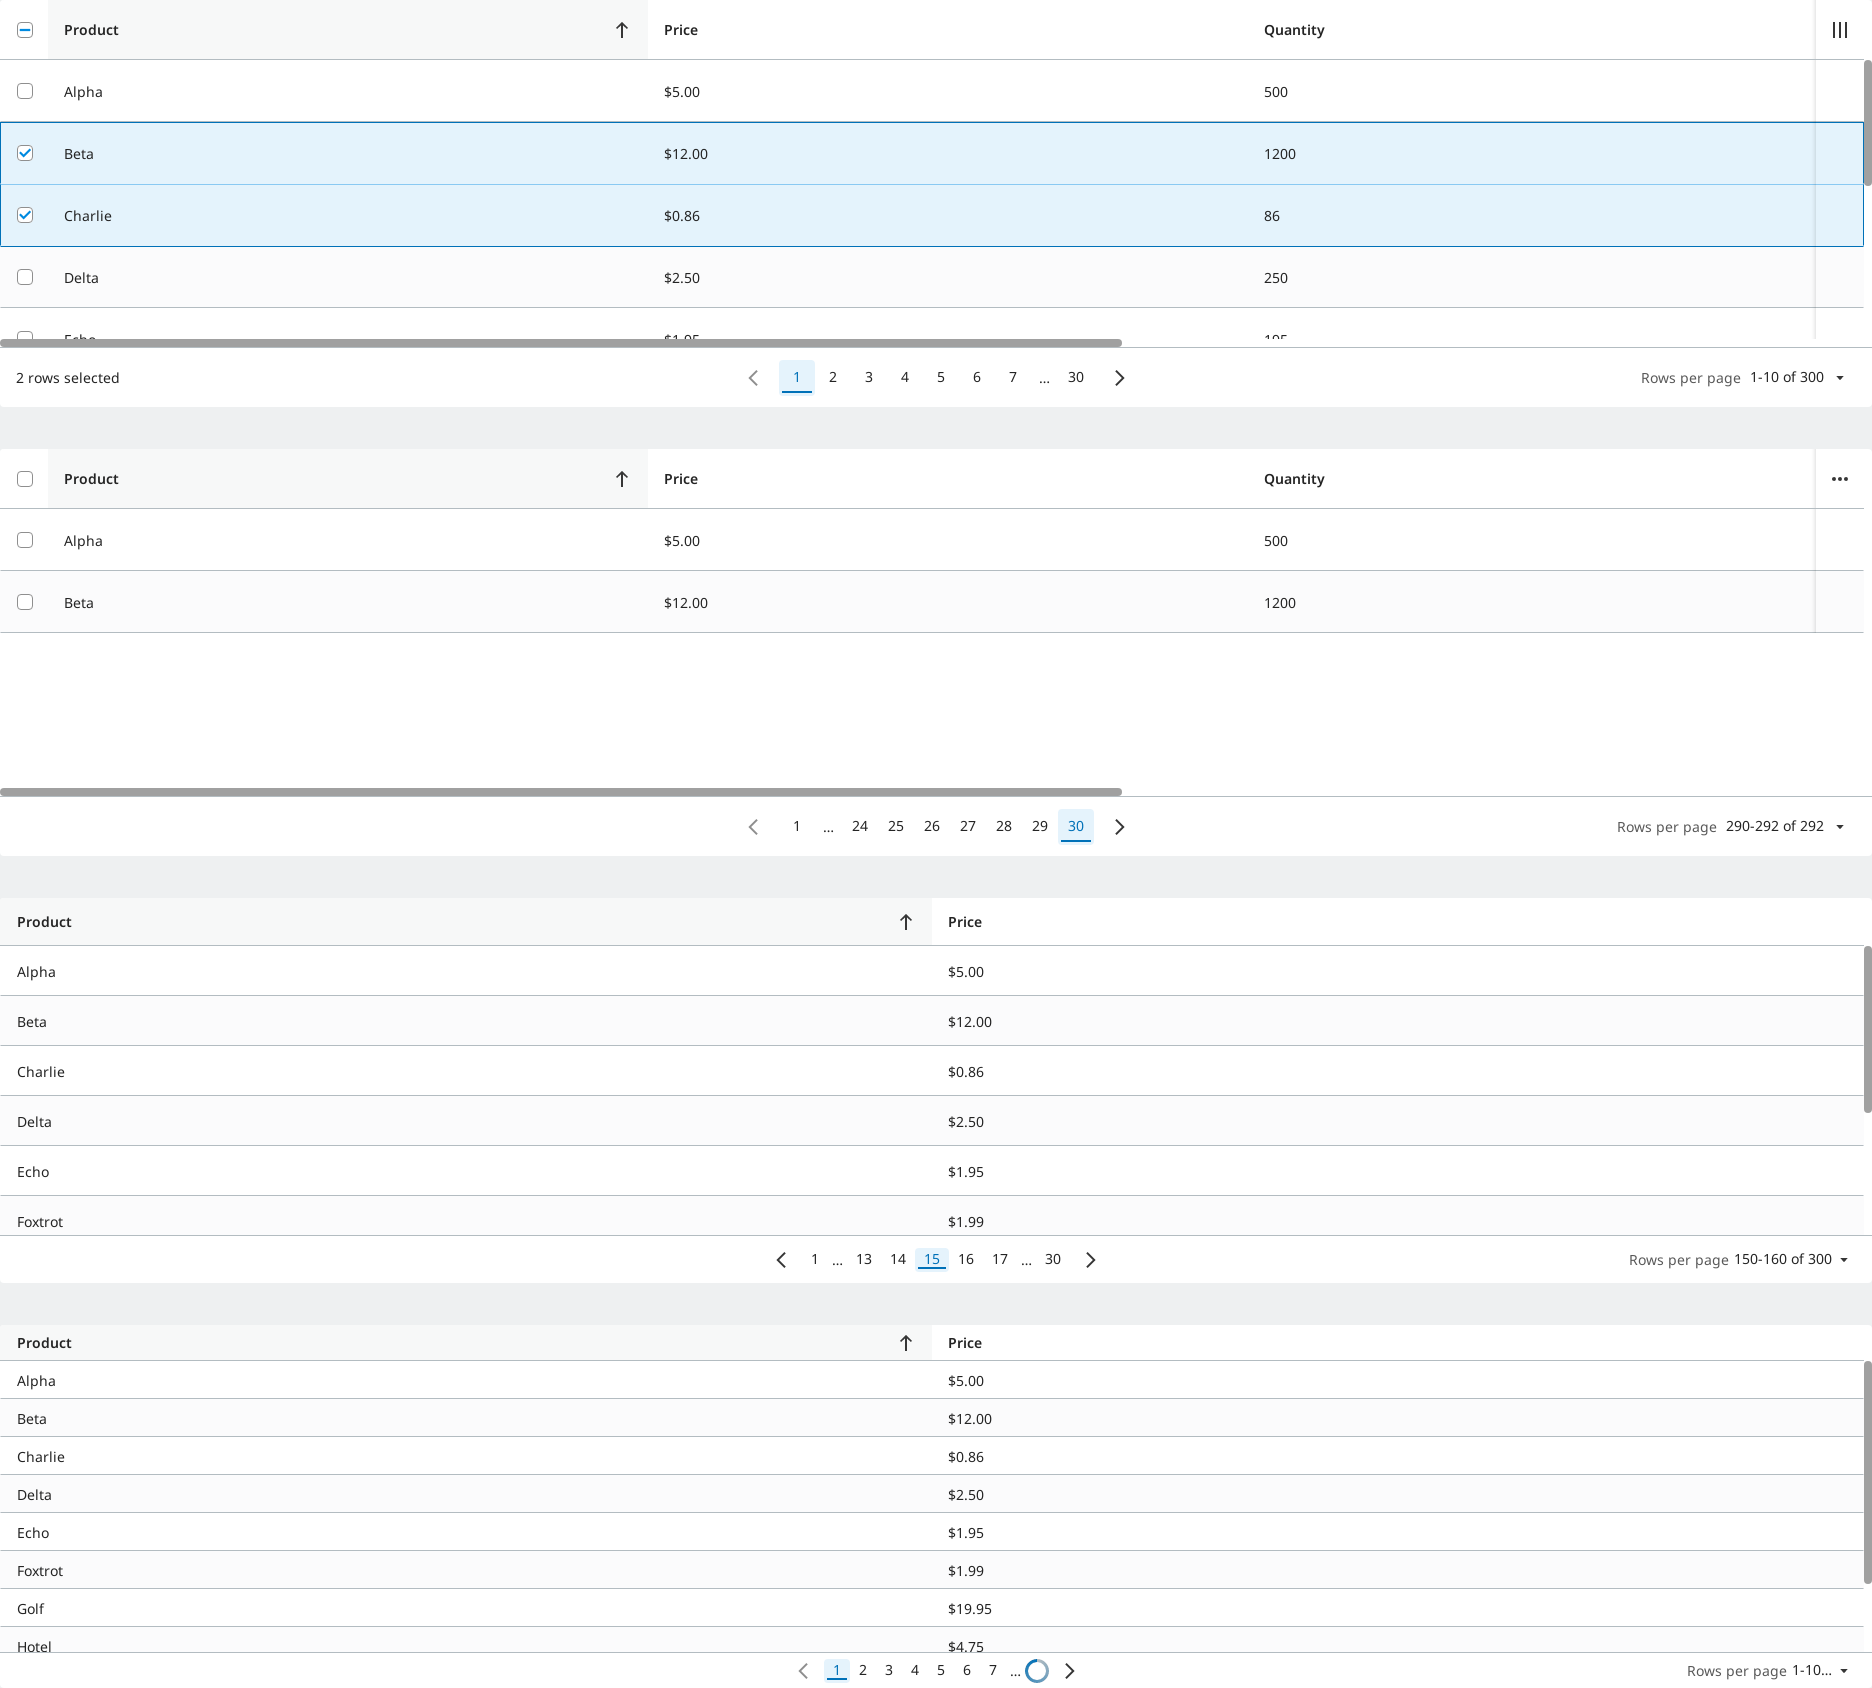 Product Price Quantity
Alpha $5.00 500
Beta $12.00 1200
Charlie $0.86 86
Delta $2.50 250
Echo $1.95 195
2 rows selected 1 2 3 4 5 6 7 ... 30 Rows per page 1-10 of 300
Product Price Quantity
Alpha $5.00 500
Beta $12.00 1200
1 ... 24 25 26 27 28 29 30 Rows per page 290-292 of 292
Product Price
Alpha $5.00
Beta $12.00
Charlie $0.86
Delta $2.50
Echo $1.95
Foxtrot $1.99
1 ... 13 14 15 16 17 ... 30 Rows per page 150-160 of 300
Product Price
Alpha $5.00
Beta $12.00
Charlie $0.86
Delta $2.50
Echo $1.95
Foxtrot $1.99
Golf $19.95
Hotel $4.75
1 2 3 4 5 6 7 ... Rows per page 1-10...